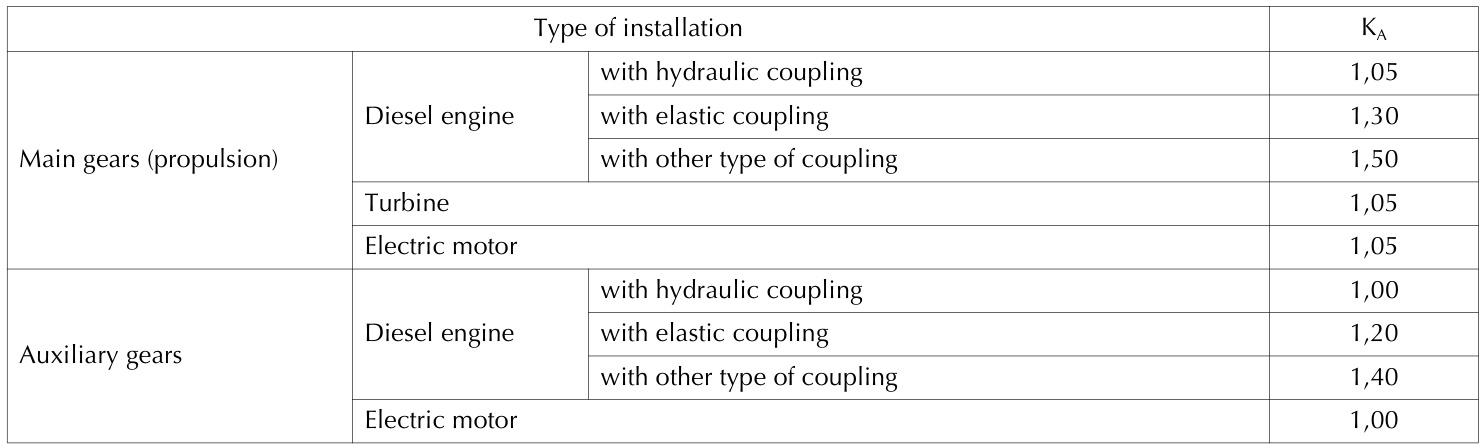 Type of installation K_A
Main gears (propulsion) Diesel engine with hydraulic coupling 1,05
with elastic coupling 1,30
with other type of coupling 1,50
Turbine 1,05
Electric motor 1,05
Auxiliary gears Diesel engine with hydraulic coupling 1,00
with elastic coupling 1,20
with other type of coupling 1,40
Electric motor 1,00